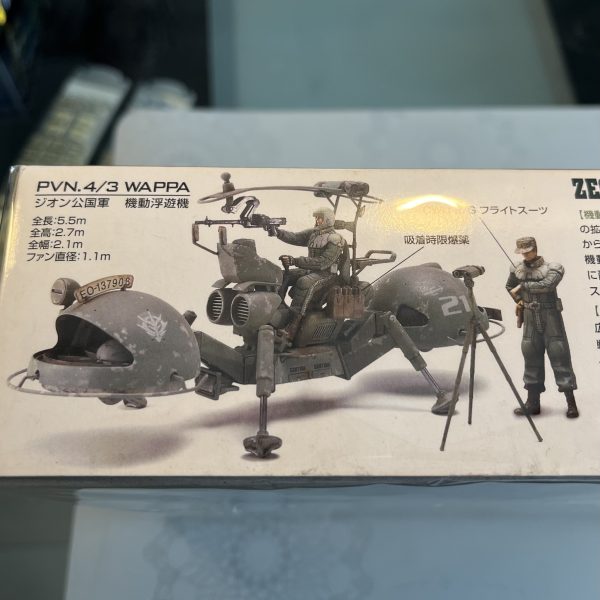 PVN.4/3 WAPPA
ジオン公国軍 機動浮遊機
全長:5.5m
全高:2.7m
全幅:2.1m
ファン直径:1.1m
フライトスーツ
吸着時限爆薬
EO-137908
21
ZE
[機動
の拡
から
機動
に面
ス